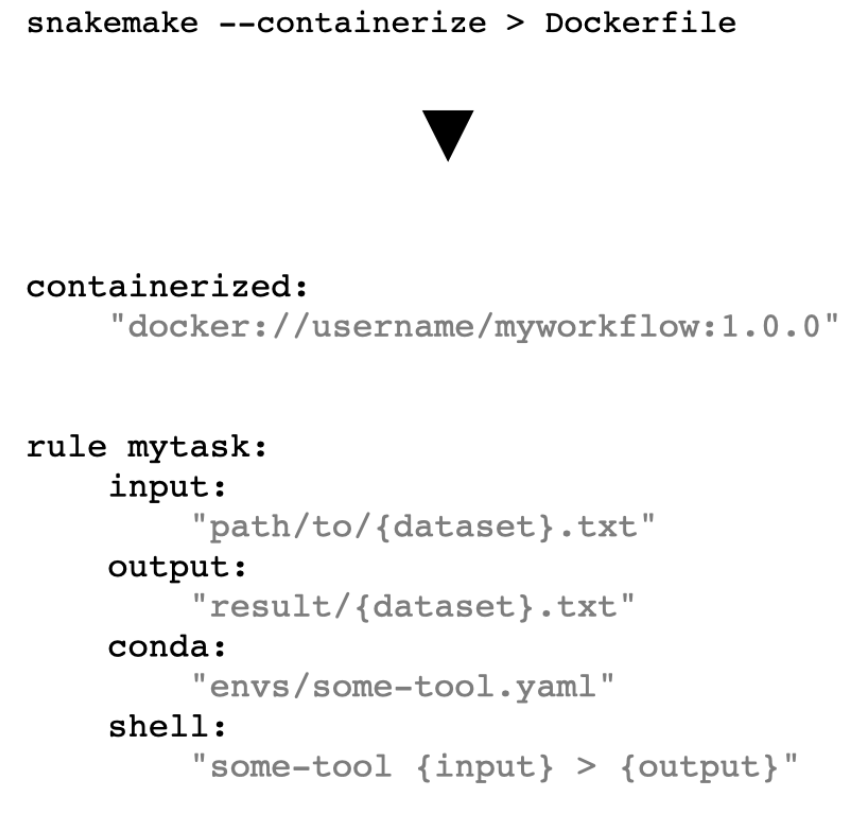 snakemake --containerize > Dockerfile
containerized:
"docker://username/myworkflow:1.0.0"
rule mytask:
input:
"path/to/{dataset}.txt"
output:
"result/{dataset}.txt"
conda:
"envs/some-tool.yaml"
shell:
"some-tool {input} > {output}"